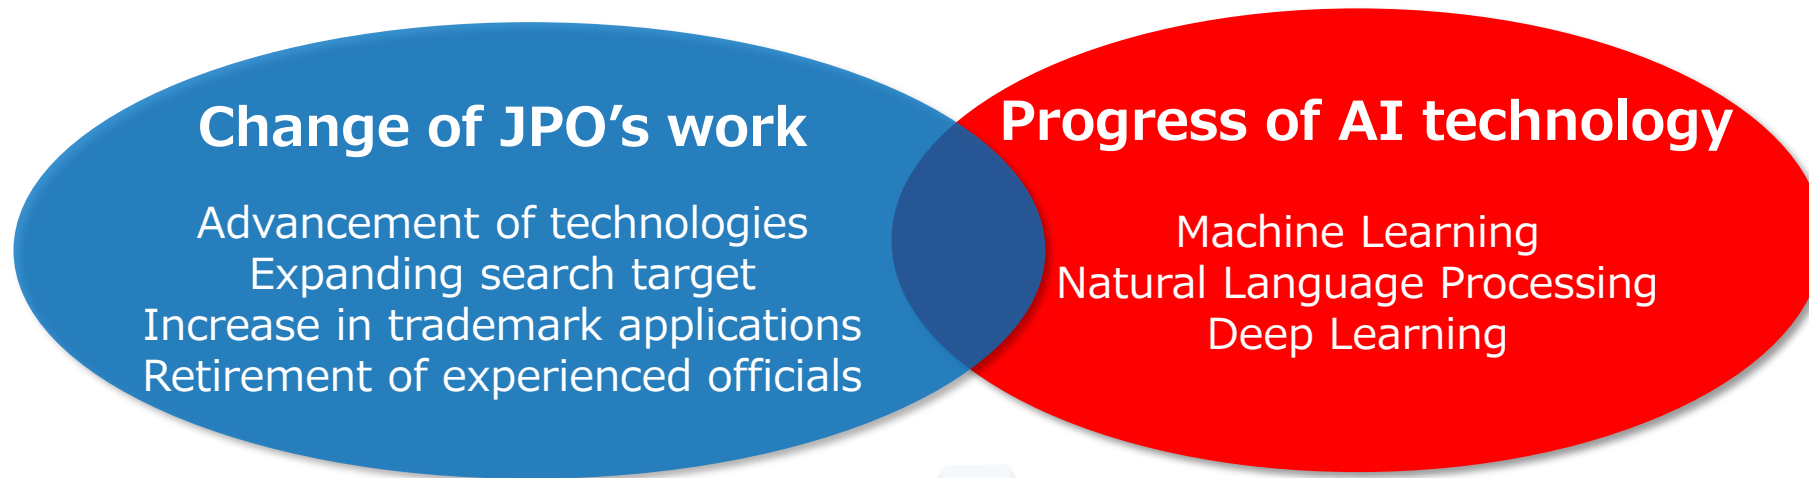 Change of JPO’s work
Advancement of technologies
Expanding search target
Increase in trademark applications
Retirement of experienced officials
Progress of AI technology
Machine Learning
Natural Language Processing
Deep Learning